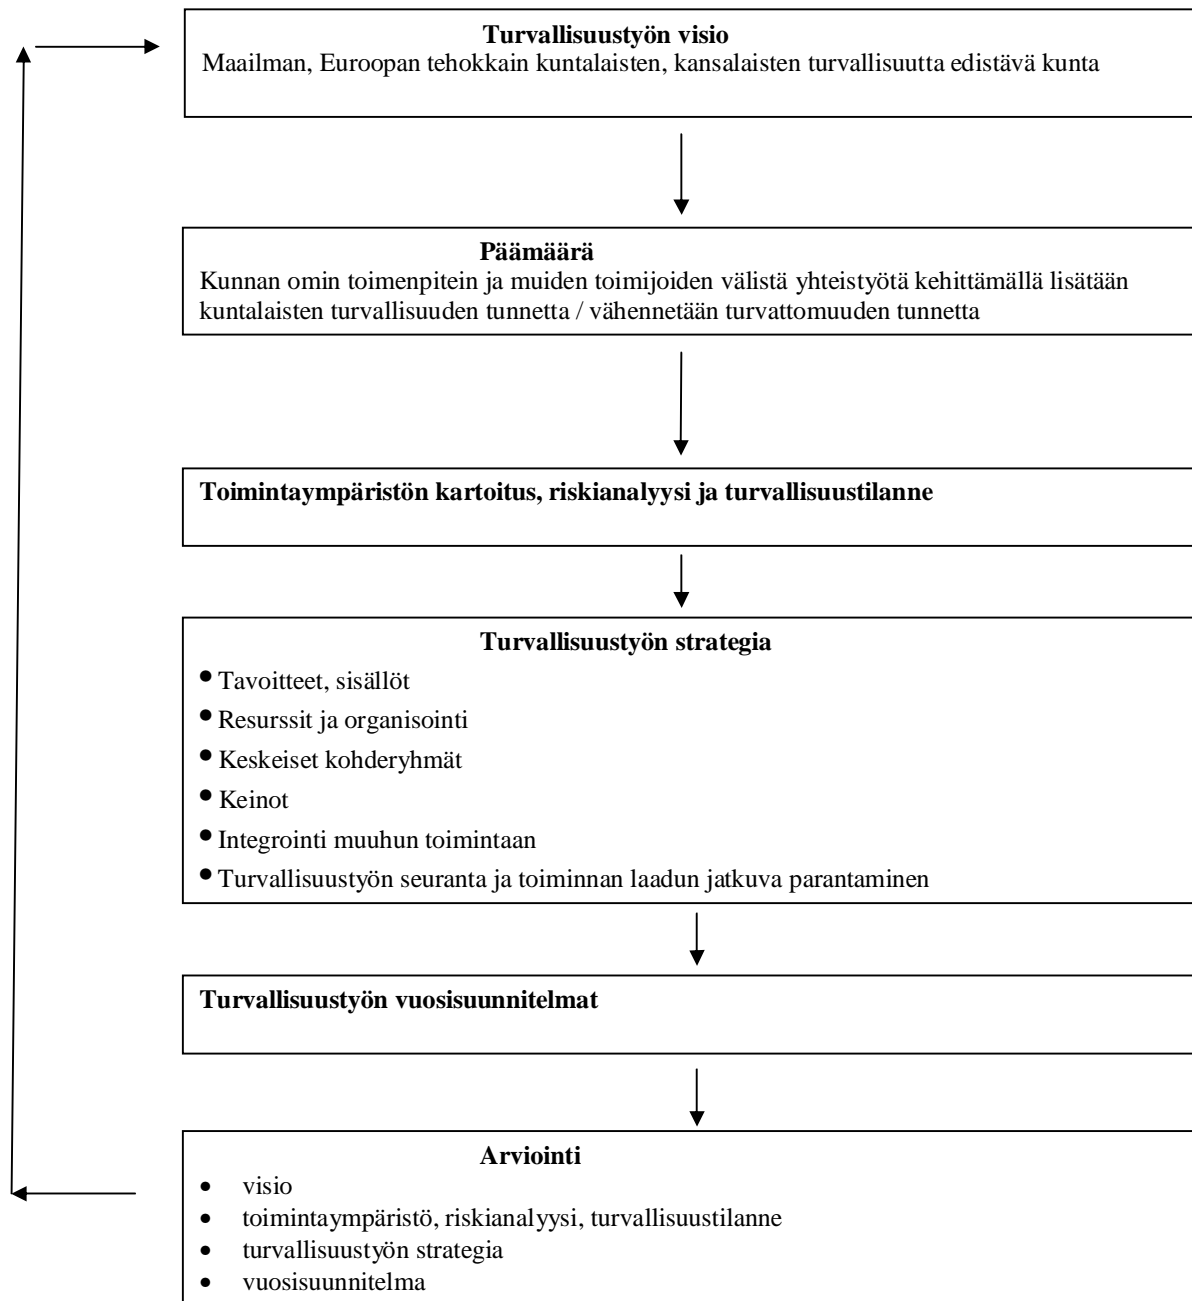 Turvallisuustyön visio
Maailman, Euroopan tehokkain kuntalaisten, kansalaisten turvallisuutta edistävä kunta
Päämäärä
Kunnan omin toimenpitein ja muiden toimijoiden välistä yhteistyötä kehittämällä lisätään
kuntalaisten turvallisuuden tunnetta / vähennetään turvattomuuden tunnetta
Toimintaympäristön kartoitus, riskianalyysi ja turvallisuustilanne
Turvallisuustyön strategia
• Tavoitteet, sisällöt
• Resurssit ja organisointi
• Keskeiset kohderyhmät
• Keinot
• Integrointi muuhun toimintaan
• Turvallisuustyön seuranta ja toiminnan laadun jatkuva parantaminen
Turvallisuustyön vuosisuunnitelmat
Arviointi
• visio
• toimintaympäristö, riskianalyysi, turvallisuustilanne
• turvallisuustyön strategia
• vuosisuunnitelma